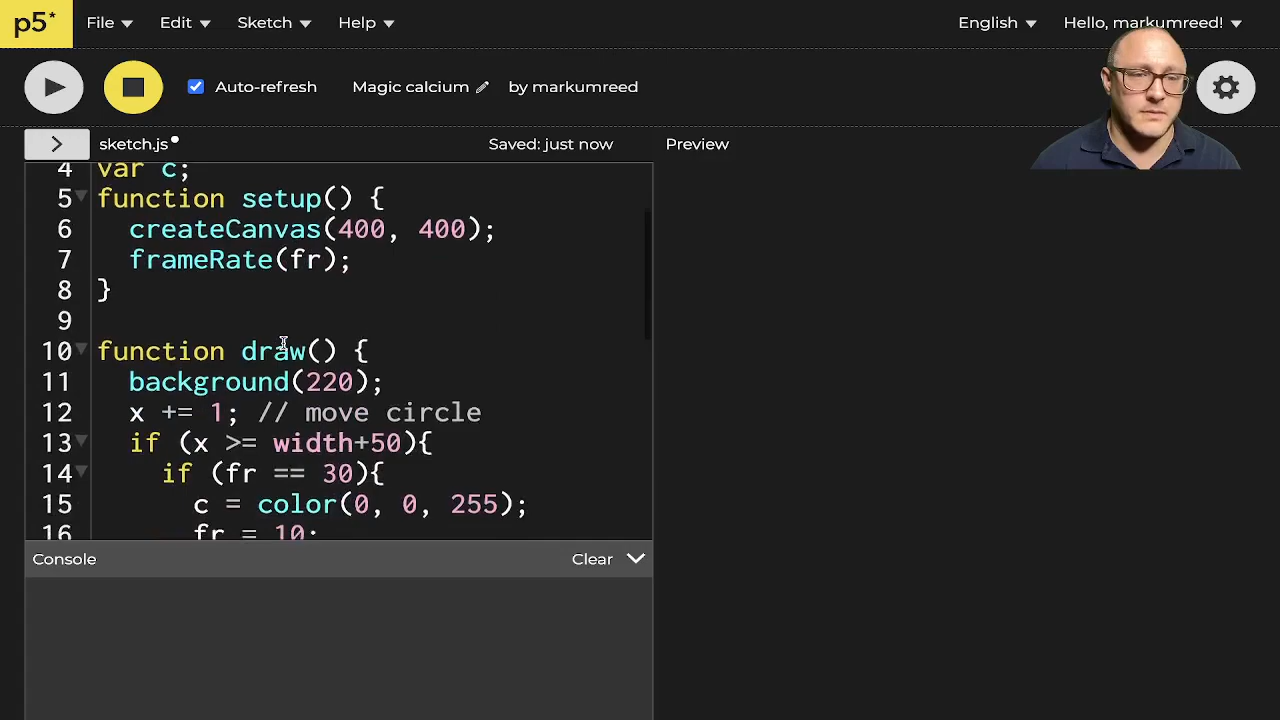 p5* File Edit Sketch Help English Hello, markumreed!
Auto-refresh Magic calcium by markumreed
sketch.js Saved: just now Preview
4 var c;
5 function setup() {
6 createCanvas(400, 400);
7 frameRate(fr);
8 }
9
10 function draw() {
11 background(220);
12 x += 1; // move circle
13 if (x >= width+50){
14 if (fr == 30){
15 c = color(0, 0, 255);
16 fr = 10;
Console Clear